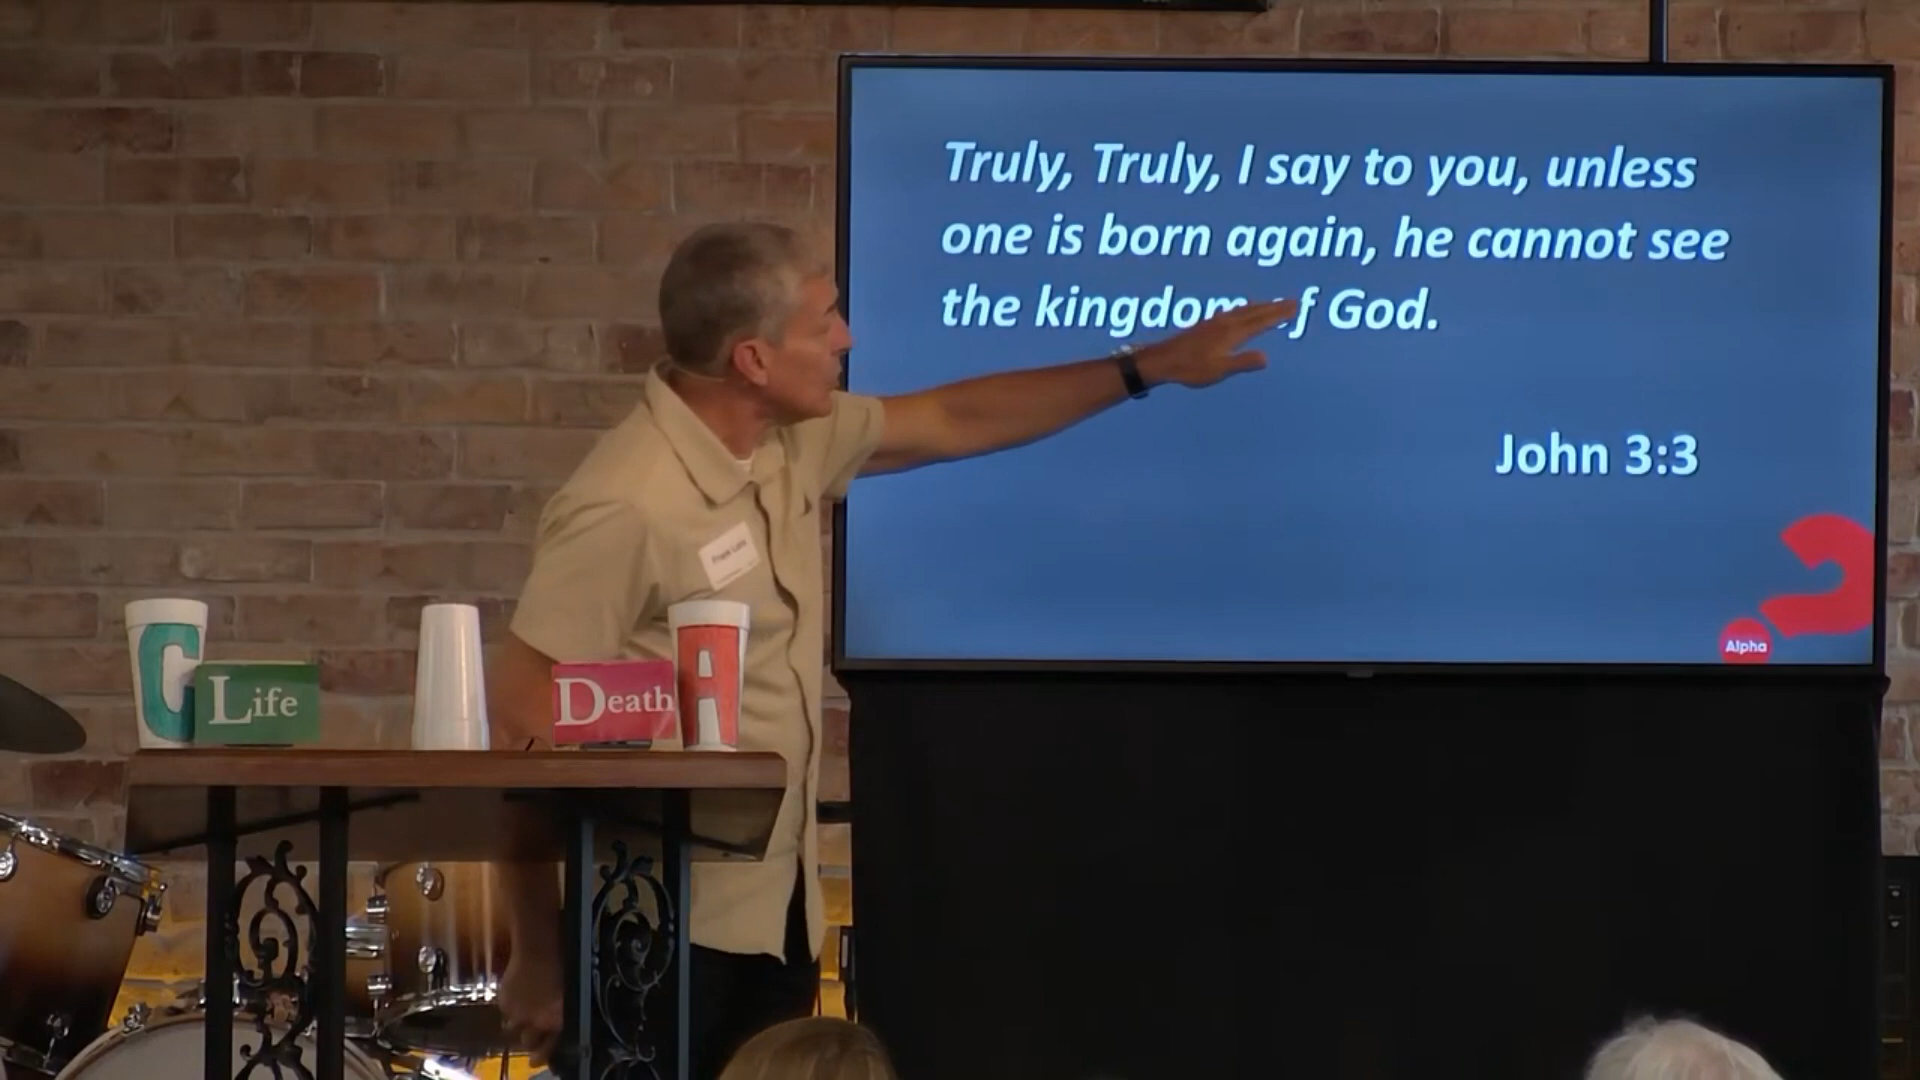 Truly, Truly, I say to you, unless
one is born again, he cannot see
the kingdom of God.
John 3:3
Alpha
C
Life
Death
A